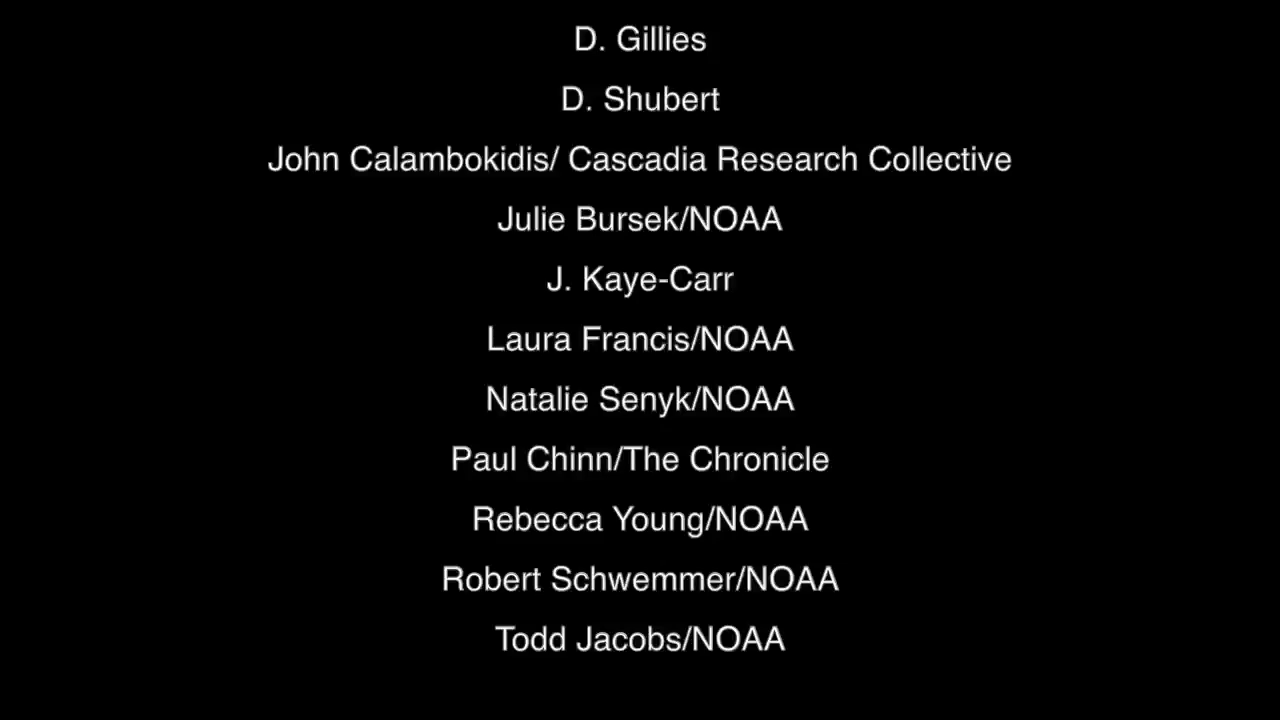 D. Gillies
D. Shubert
John Calambokidis/ Cascadia Research Collective
Julie Bursek/NOAA
J. Kaye-Carr
Laura Francis/NOAA
Natalie Senyk/NOAA
Paul Chinn/The Chronicle
Rebecca Young/NOAA
Robert Schwemmer/NOAA
Todd Jacobs/NOAA